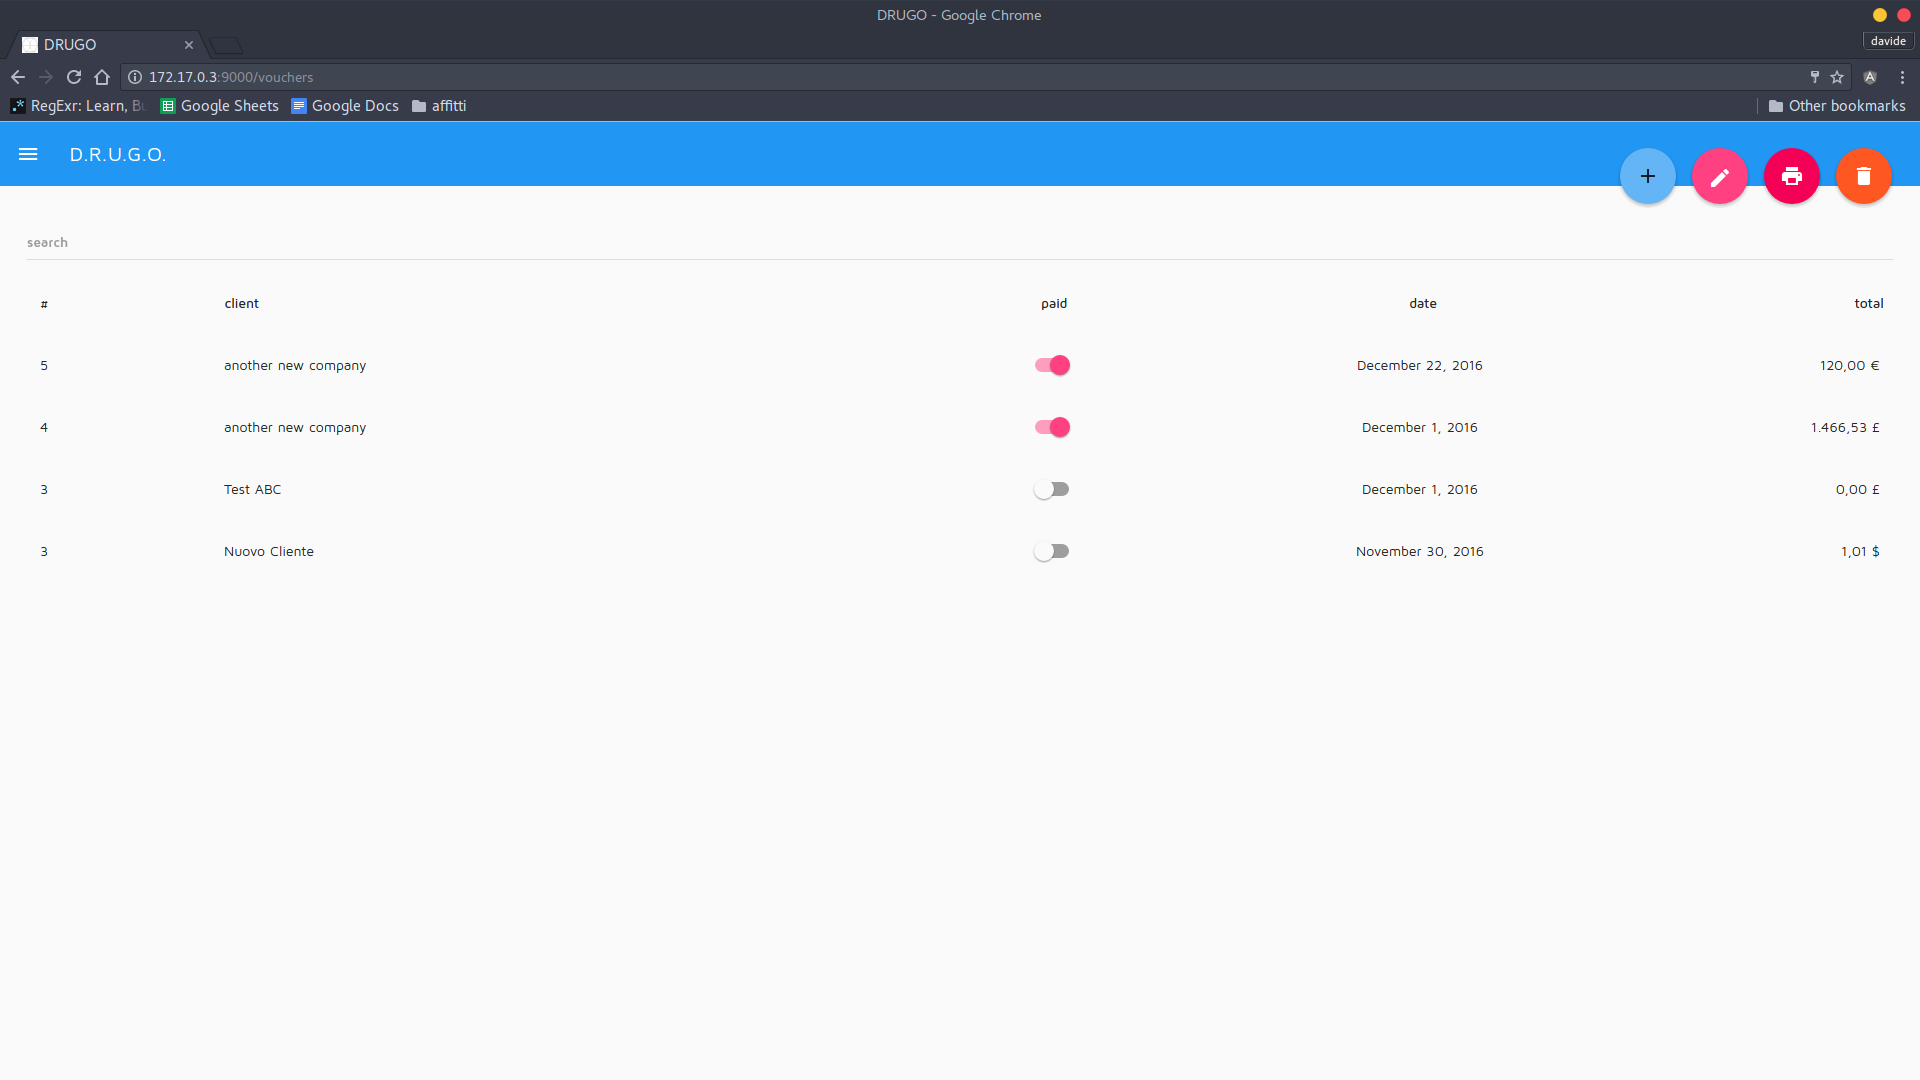 DRUGO - Google Chrome
DRUGO
davide
172.17.0.3:9000/vouchers
RegExr: Learn, Bu Google Sheets Google Docs affitti Other bookmarks
D.R.U.G.O.
search
# client paid date total
5 another new company December 22, 2016 120,00 €
4 another new company December 1, 2016 1.466,53 £
3 Test ABC December 1, 2016 0,00 £
3 Nuovo Cliente November 30, 2016 1,01 $